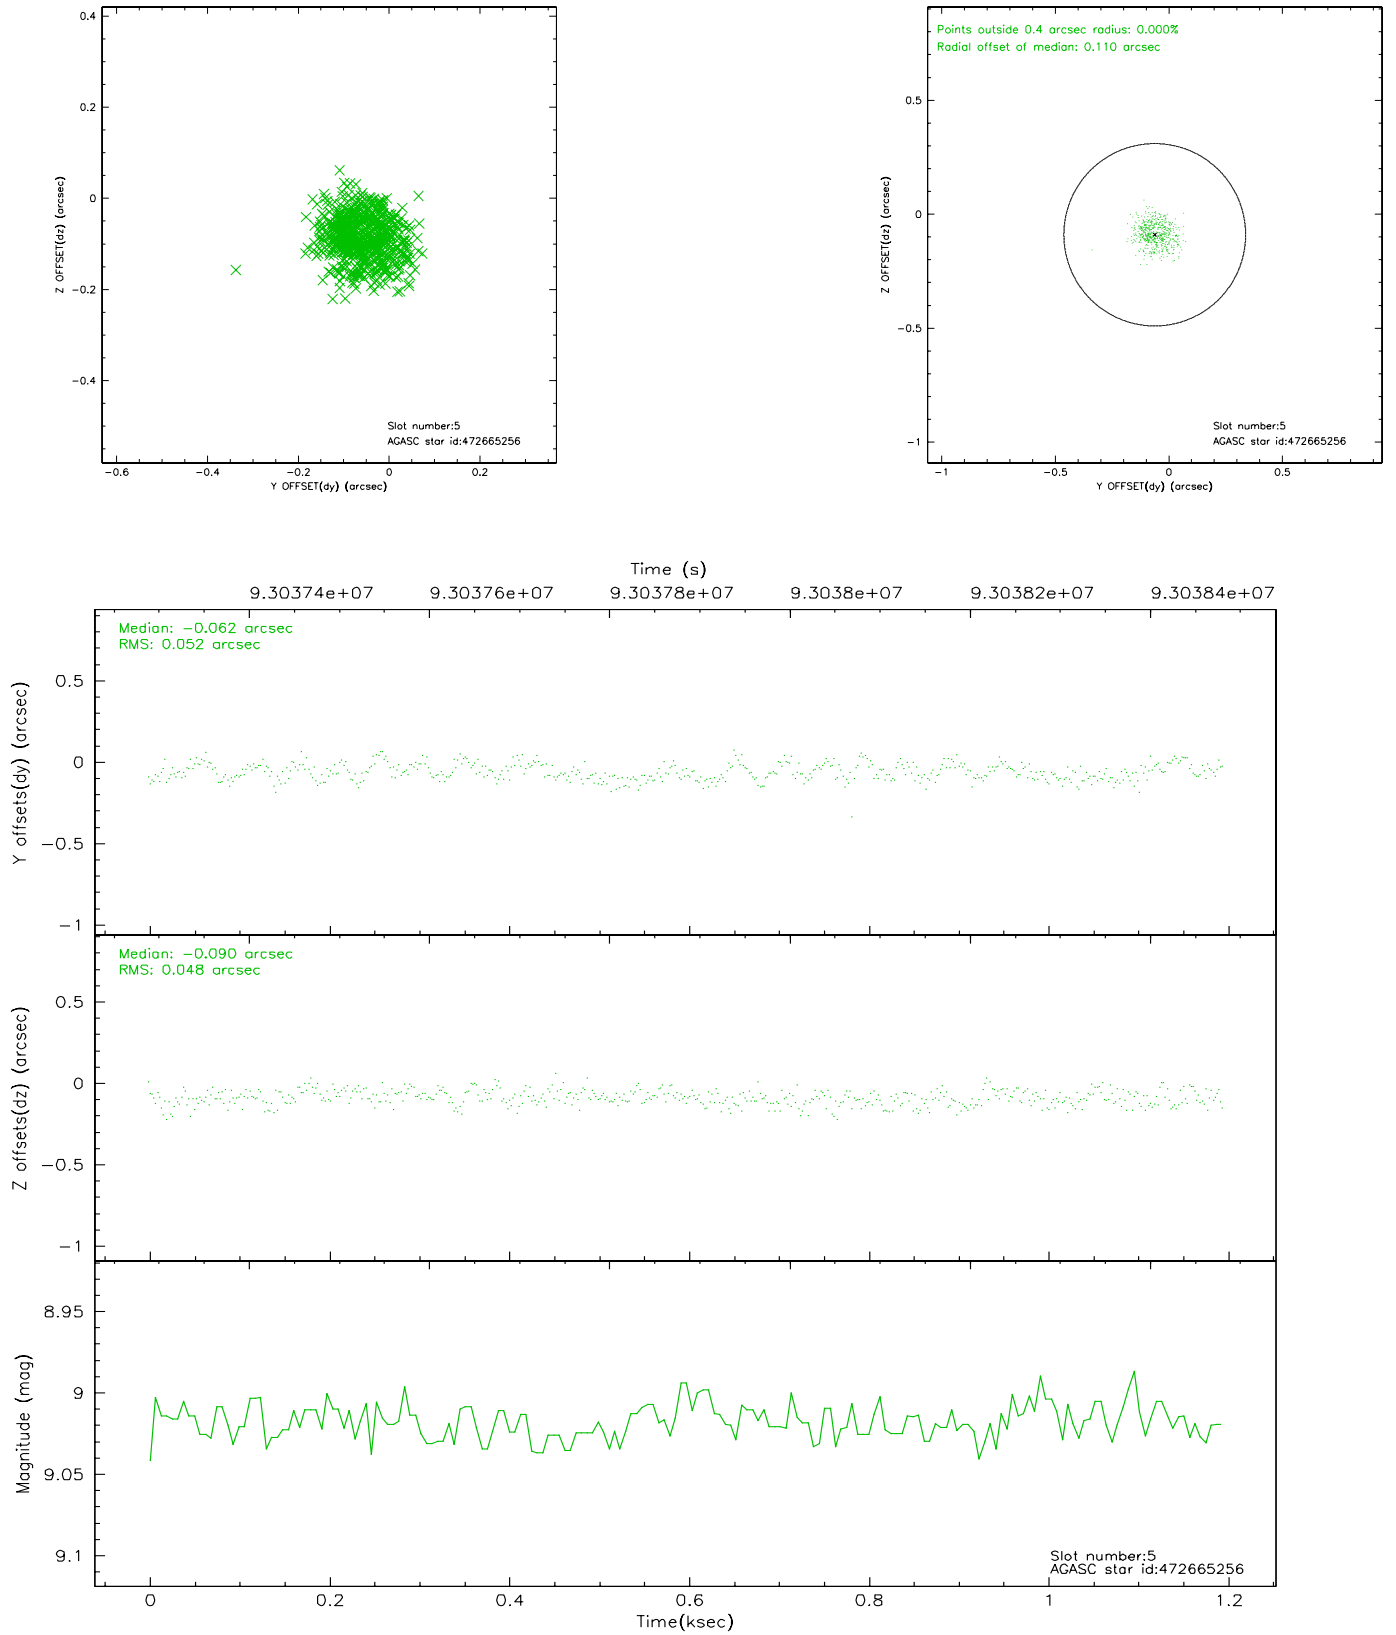 0.4
0.2
0
−0.2
−0.4
Z OFFSET(dz) (arcsec)
Slot number:5
AGASC star id:472665256
−0.6 −0.4 −0.2 0 0.2
Y OFFSET(dy) (arcsec)
Points outside 0.4 arcsec radius: 0.000%
Radial offset of median: 0.110 arcsec
0.5
0
−0.5
−1
Z OFFSET(dz) (arcsec)
Slot number:5
AGASC star id:472665256
−1 −0.5 0 0.5
Y OFFSET(dy) (arcsec)
Time (s)
9.30374e+07 9.30376e+07 9.30378e+07 9.3038e+07 9.30382e+07 9.30384e+07
Median: −0.062 arcsec
RMS: 0.052 arcsec
0.5
0
−0.5
−1
Y offsets(dy) (arcsec)
Median: −0.090 arcsec
RMS: 0.048 arcsec
0.5
0
−0.5
−1
Z offsets(dz) (arcsec)
8.95
9
9.05
9.1
Magnitude (mag)
Slot number:5
AGASC star id:472665256
0 0.2 0.4 0.6 0.8 1 1.2
Time(ksec)